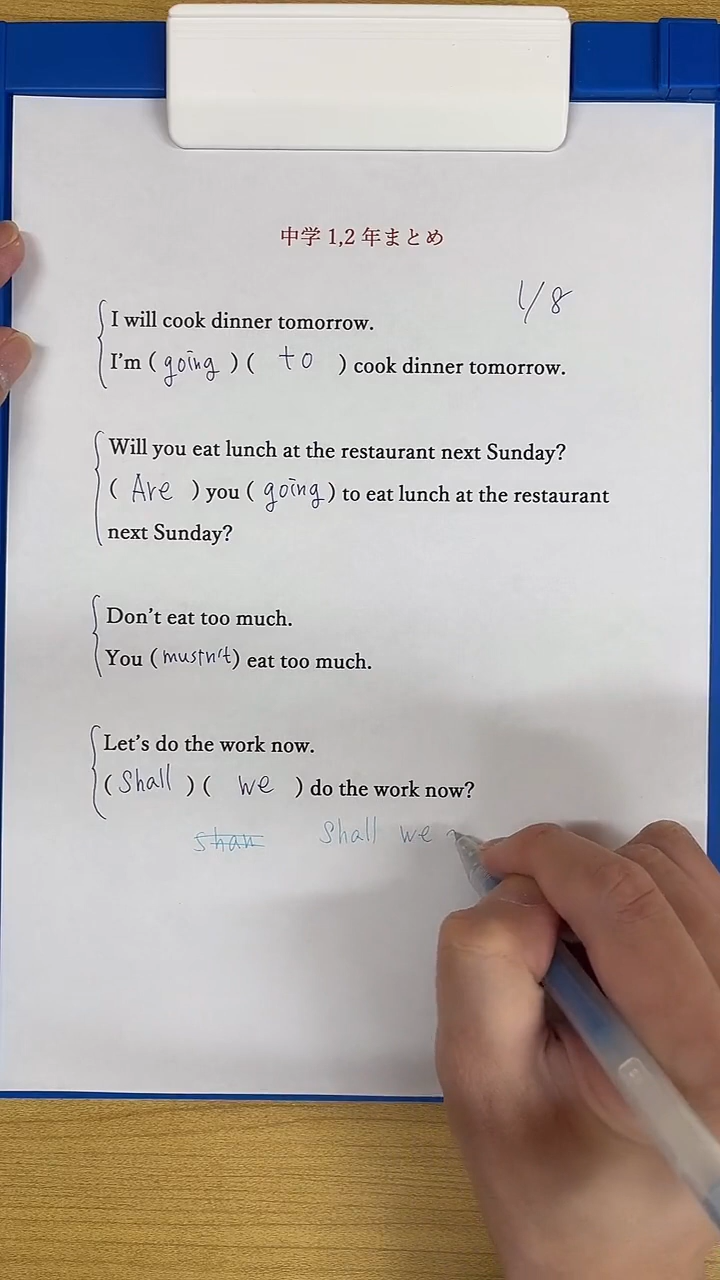 中学 1,2 年まとめ
1/8
I will cook dinner tomorrow.
I'm ( going ) ( to ) cook dinner tomorrow.
Will you eat lunch at the restaurant next Sunday?
( Are ) you ( going ) to eat lunch at the restaurant
next Sunday?
Don't eat too much.
You ( mustn't ) eat too much.
Let's do the work now.
( Shall ) ( we ) do the work now?
Shall we